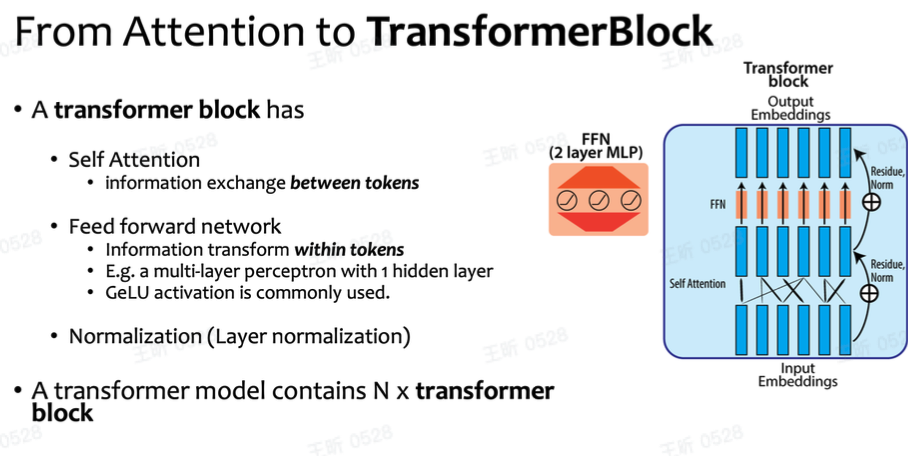 From Attention to TransformerBlock
• A transformer block has
• Self Attention
• information exchange between tokens
• Feed forward network
• Information transform within tokens
• E.g. a multi-layer perceptron with 1 hidden layer
• GeLU activation is commonly used.
• Normalization (Layer normalization)
• A transformer model contains N x transformer
block
FFN
(2 layer MLP)
Transformer
block
Output
Embeddings
Residue,
Norm
FFN
Residue,
Norm
Self Attention
Input
Embeddings
王昕 0528